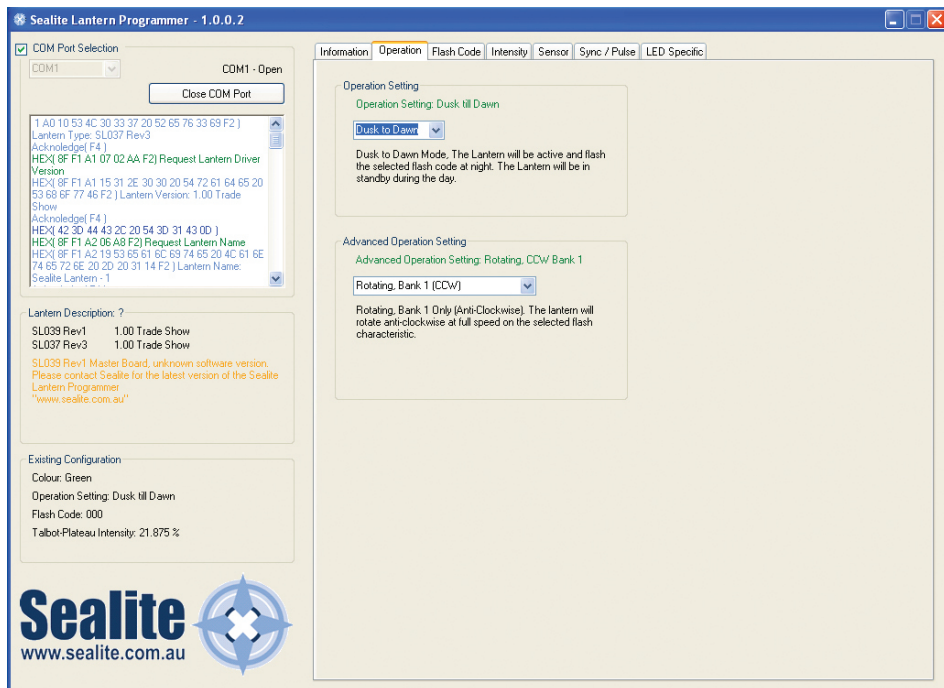 Sealite Lantern Programmer - 1.0.0.2
COM Port Selection
COM1
COM1 - Open
Close COM Port
1 A0 10 53 4C 30 33 37 20 52 65 76 33 69 F2 )
Lantern Type: SL037 Rev3
Acknoledge( F4 )
HEX( 8F F1 A1 07 02 AA F2) Request Lantern Driver
Version
HEX( 8F F1 A1 15 31 2E 30 30 20 54 72 61 64 65 20
53 68 6F 77 46 F2 ) Lantern Version: 1.00 Trade
Show
Acknoledge( F4 )
HEX( 42 3D 44 43 2C 20 54 3D 31 43 0D )
HEX( 8F F1 A2 06 A8 F2) Request Lantern Name
HEX( 8F F1 A2 19 53 65 61 6C 69 74 65 20 4C 61 6E
74 65 72 6E 20 2D 20 31 14 F2 ) Lantern Name:
Sealite Lantern - 1
Lantern Description: ?
SL039 Rev1 1.00 Trade Show
SL037 Rev3 1.00 Trade Show
SL039 Rev1 Master Board, unknown software version.
Please contact Sealite for the latest version of the Sealite
Lantern Programmer
"www.sealite.com.au"
Existing Configuration
Colour: Green
Operation Setting: Dusk till Dawn
Flash Code: 000
Talbot-Plateau Intensity: 21.875 %
Sealite
www.sealite.com.au
Information Operation Flash Code Intensity Sensor Sync / Pulse LED Specific
Operation Setting
Operation Setting: Dusk till Dawn
Dusk to Dawn
Dusk to Dawn Mode, The Lantern will be active and flash
the selected flash code at night. The Lantern will be in
standby during the day.
Advanced Operation Setting
Advanced Operation Setting: Rotating, CCW Bank 1
Rotating, Bank 1 (CCW)
Rotating, Bank 1 Only (Anti-Clockwise). The lantern will
rotate anti-clockwise at full speed on the selected flash
characteristic.